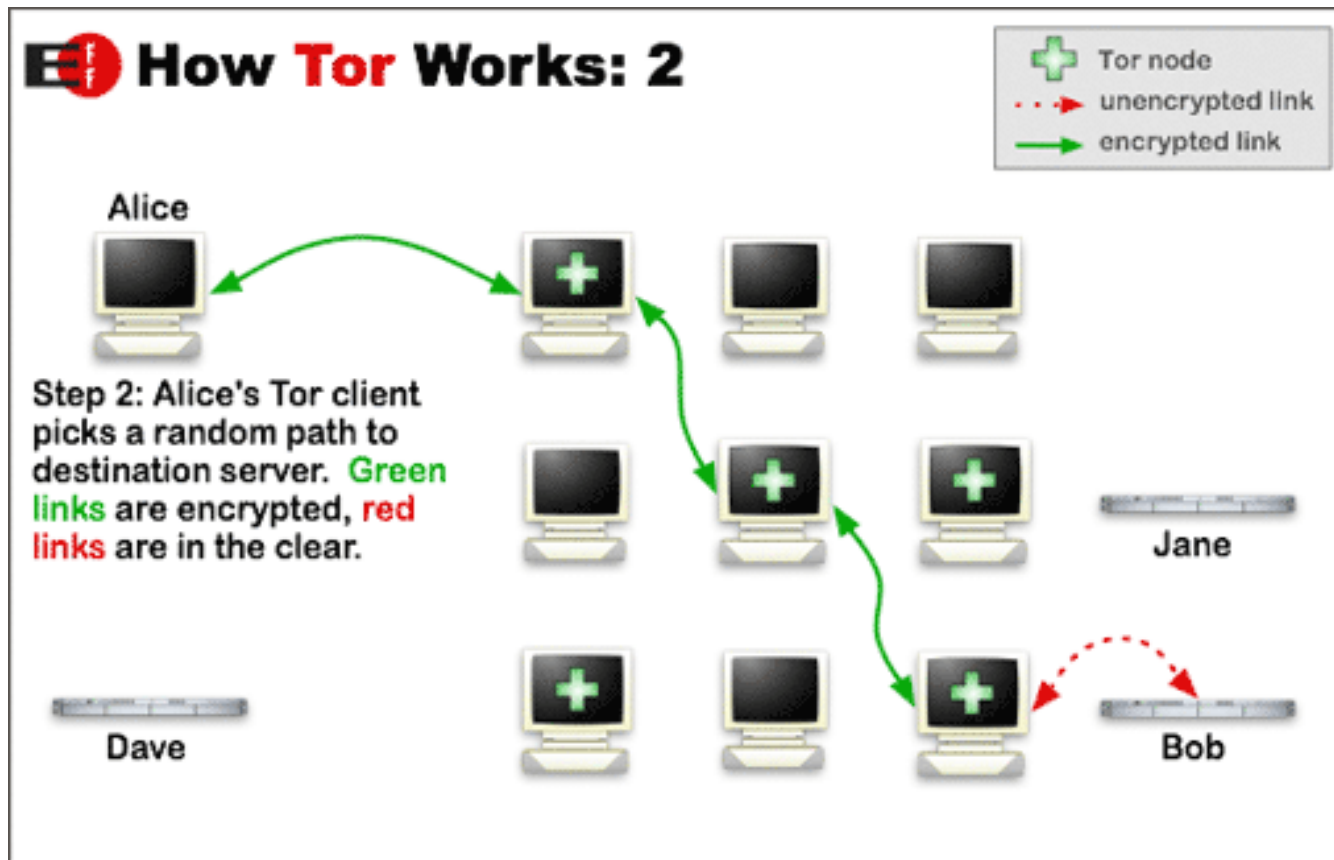 EFF How Tor Works: 2
Tor node
unencrypted link
encrypted link
Alice
Step 2: Alice's Tor client
picks a random path to
destination server. Green
links are encrypted, red
links are in the clear.
Jane
Dave
Bob